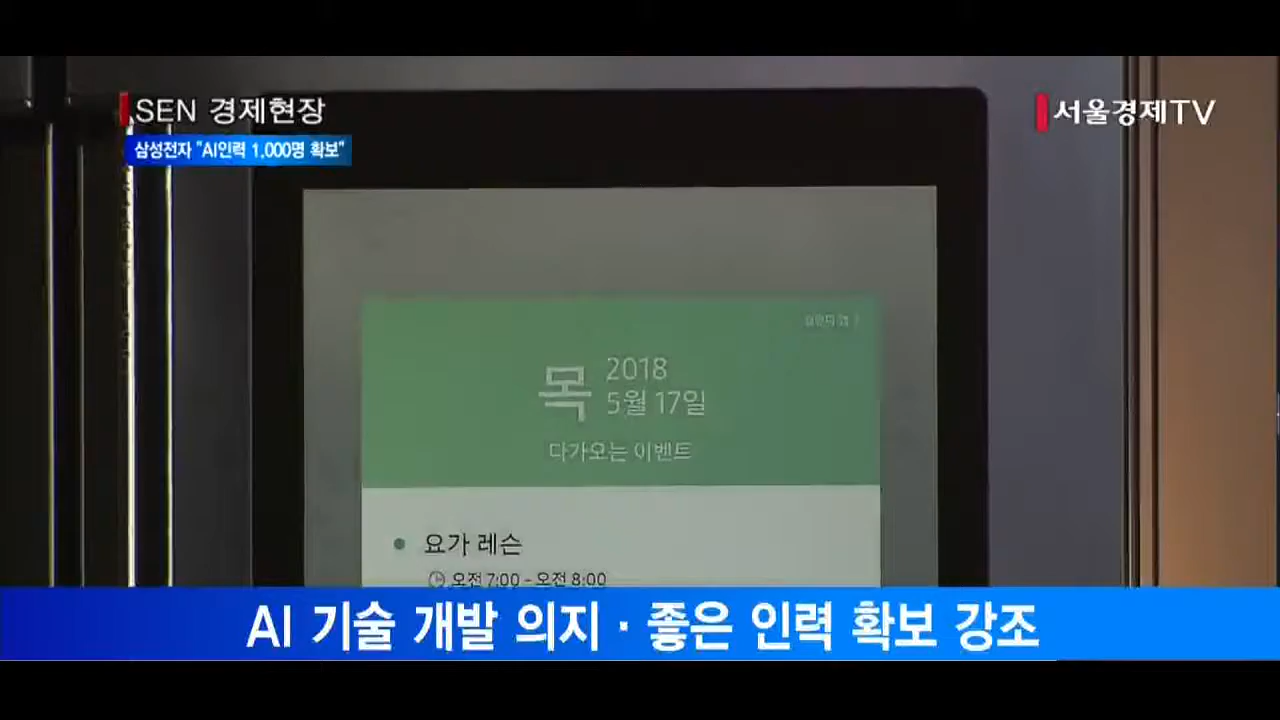 SEN 경제현장
서울경제TV
삼성전자 "AI인력 1,000명 확보"
목
2018
5월 17일
다가오는 이벤트
요가 레슨
오전 7:00 - 오전 8:00
AI 기술 개발 의지 · 좋은 인력 확보 강조